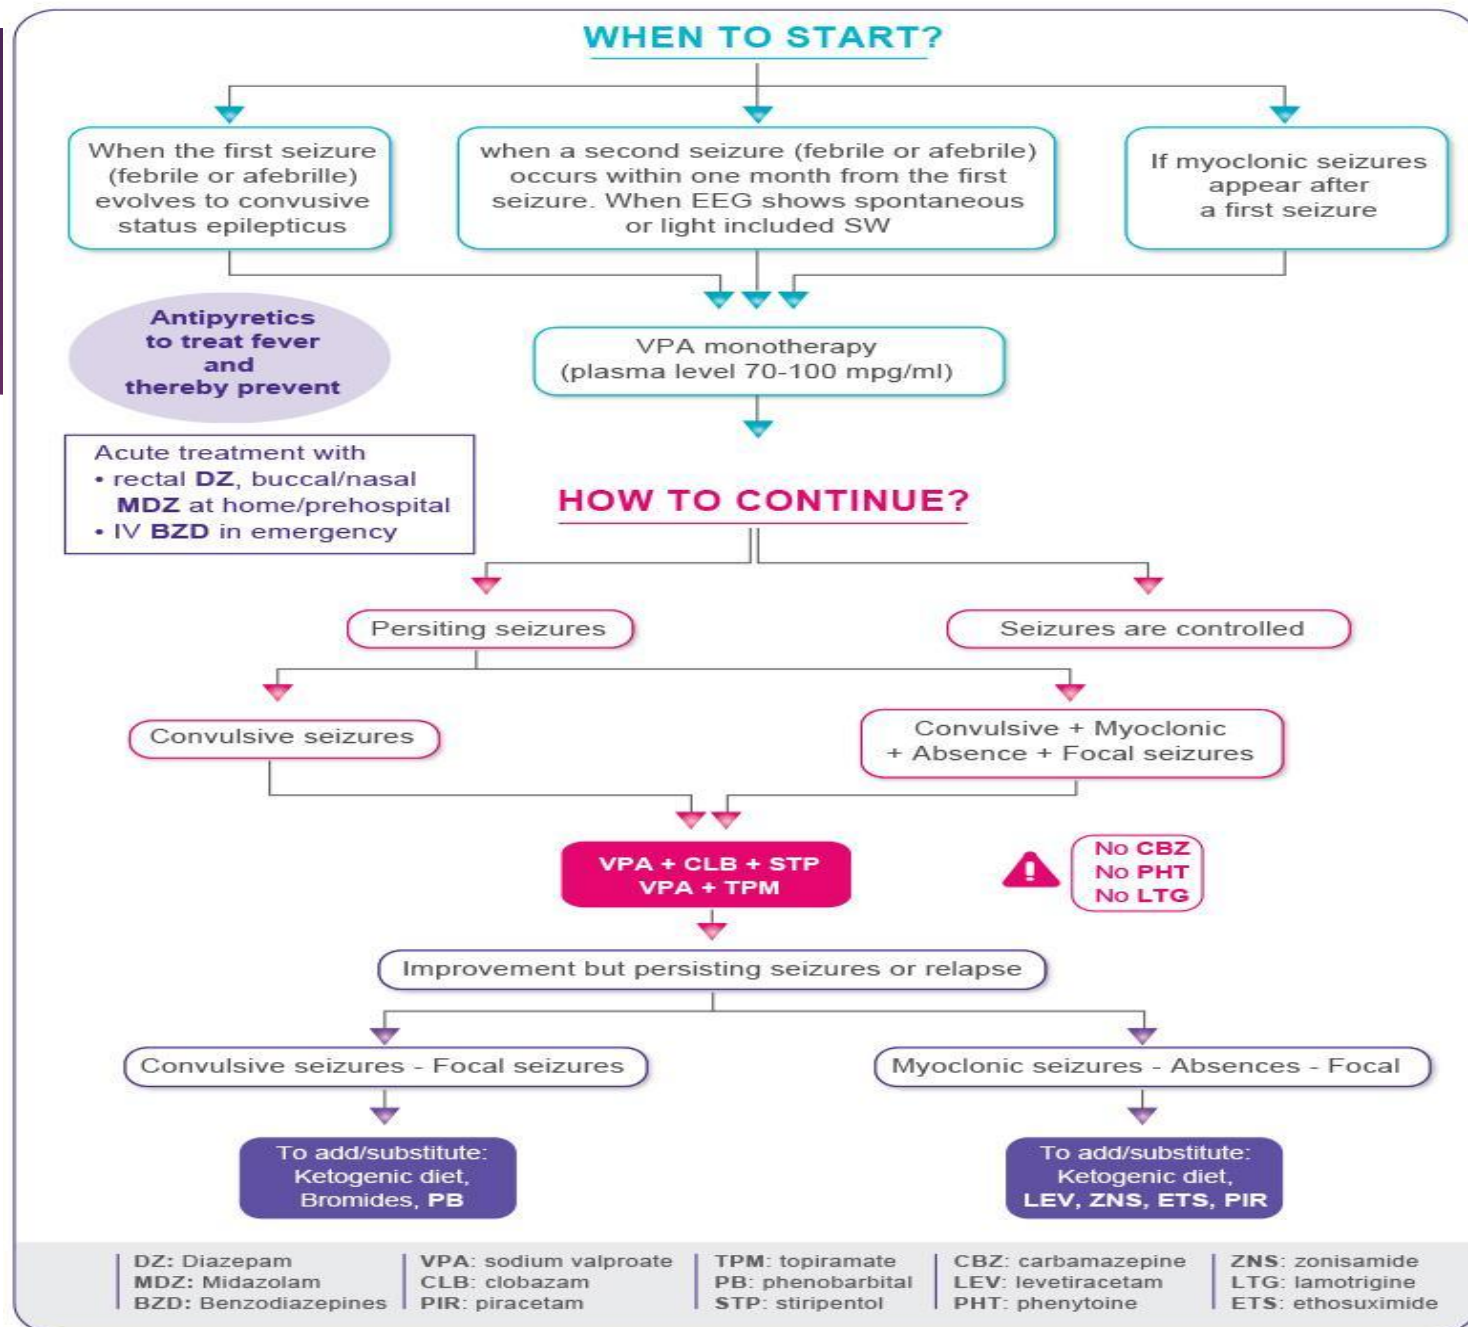 WHEN TO START?
When the first seizure
(febrile or afebrille)
evolves to convusive
status epilepticus
when a second seizure (febrile or afebrile)
occurs within one month from the first
seizure. When EEG shows spontaneous
or light included SW
If myoclonic seizures
appear after
a first seizure
Antipyretics
to treat fever
and
thereby prevent
VPA monotherapy
(plasma level 70-100 mpg/ml)
Acute treatment with
• rectal DZ, buccal/nasal
MDZ at home/prehospital
• IV BZD in emergency
HOW TO CONTINUE?
Persiting seizures
Seizures are controlled
Convulsive seizures
Convulsive + Myoclonic
+ Absence + Focal seizures
VPA + CLB + STP
VPA + TPM
!
No CBZ
No PHT
No LTG
Improvement but persisting seizures or relapse
Convulsive seizures - Focal seizures
Myoclonic seizures - Absences - Focal
To add/substitute:
Ketogenic diet,
Bromides, PB
To add/substitute:
Ketogenic diet,
LEV, ZNS, ETS, PIR
DZ: Diazepam
MDZ: Midazolam
BZD: Benzodiazepines
VPA: sodium valproate
CLB: clobazam
PIR: piracetam
TPM: topiramate
PB: phenobarbital
STP: stiripentol
CBZ: carbamazepine
LEV: levetiracetam
PHT: phenytoine
ZNS: zonisamide
LTG: lamotrigine
ETS: ethosuximide